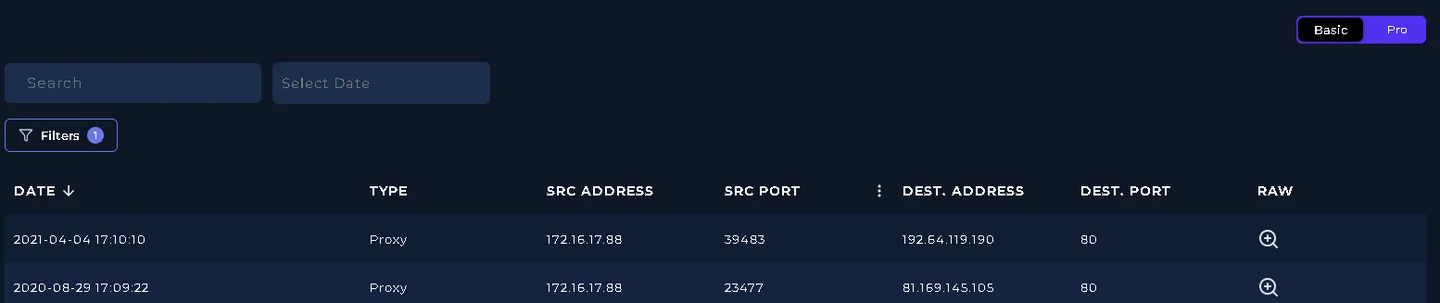 Basic Pro
Search Select Date
Filters 1
DATE TYPE SRC ADDRESS SRC PORT DEST. ADDRESS DEST. PORT RAW
2021-04-04 17:10:10 Proxy 172.16.17.88 39483 192.64.119.190 80
2020-08-29 17:09:22 Proxy 172.16.17.88 23477 81.169.145.105 80